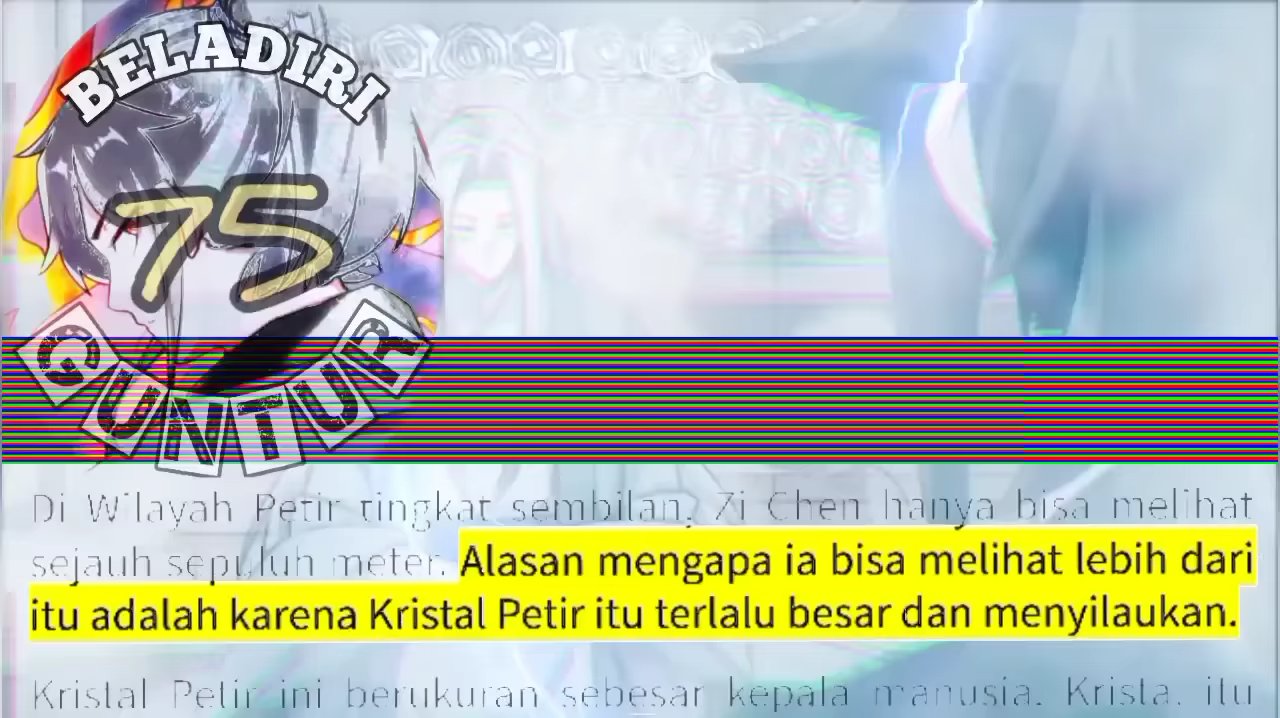 BELADIRI
75
GUNTUR
Di Wilayah Petir tingkat sembilan, Zi Chen hanya bisa melihat
sejauh sepuluh meter. Alasan mengapa ia bisa melihat lebih dari
itu adalah karena Kristal Petir itu terlalu besar dan menyilaukan.
Kristal Petir ini berukuran sebesar kepala manusia. Krista. itu